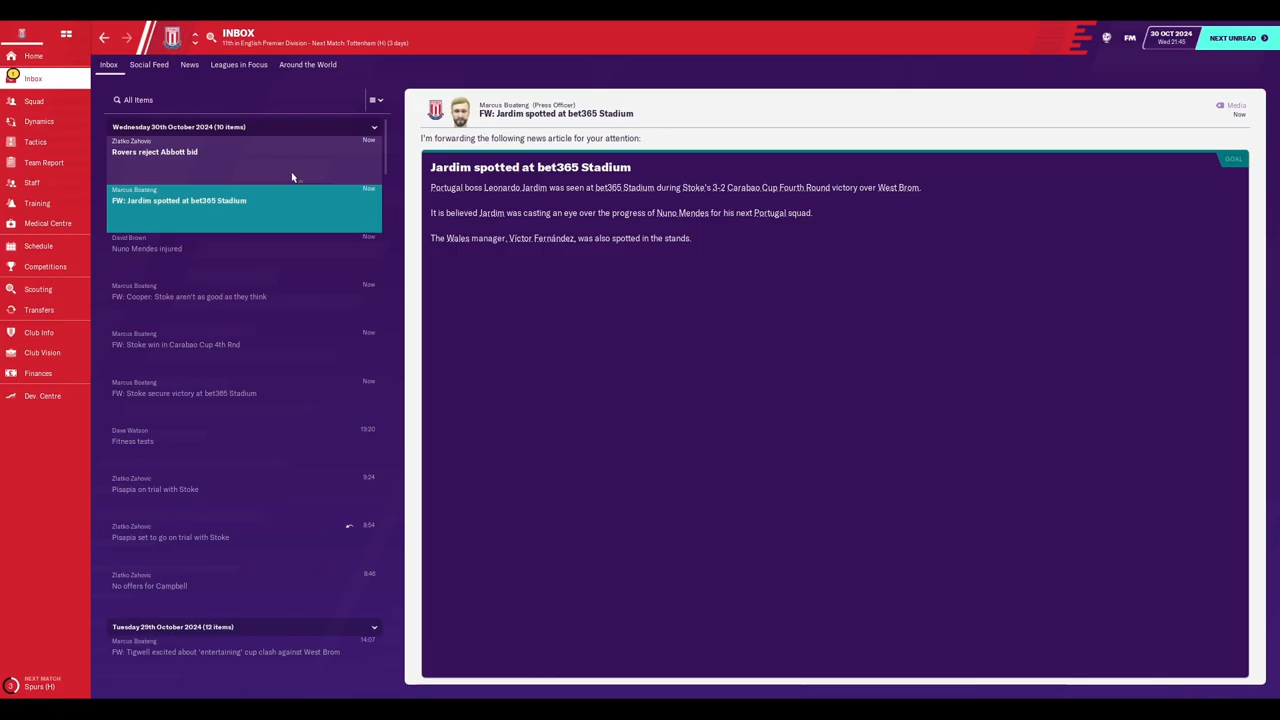 INBOX
11th in English Premier Division - Next Match: Tottenham (H) (3 days)
FM
30 OCT 2024
Wed 21:45
NEXT UNREAD
Home
Inbox
Squad
Dynamics
Tactics
Team Report
Staff
Training
Medical Centre
Schedule
Competitions
Scouting
Transfers
Club Info
Club Vision
Finances
Dev. Centre
3
NEXT MATCH
Spurs (H)
Inbox
Social Feed
News
Leagues in Focus
Around the World
All Items
Wednesday 30th October 2024 (10 items)
Zlatko Zahovic
Now
Rovers reject Abbott bid
Marcus Boateng
Now
FW: Jardim spotted at bet365 Stadium
David Brown
Now
Nuno Mendes injured
Marcus Boateng
Now
FW: Cooper: Stoke aren't as good as they think
Marcus Boateng
Now
FW: Stoke win in Carabao Cup 4th Rnd
Marcus Boateng
Now
FW: Stoke secure victory at bet365 Stadium
Dave Watson
19:20
Fitness tests
Zlatko Zahovic
9:24
Pisapia on trial with Stoke
Zlatko Zahovic
8:54
Pisapia set to go on trial with Stoke
Zlatko Zahovic
8:46
No offers for Campbell
Tuesday 29th October 2024 (12 items)
Marcus Boateng
14:07
FW: Tigwell excited about 'entertaining' cup clash against West Brom
Marcus Boateng (Press Officer)
FW: Jardim spotted at bet365 Stadium
Media
Now
I'm forwarding the following news article for your attention:
GOAL
Jardim spotted at bet365 Stadium
Portugal boss Leonardo Jardim was seen at bet365 Stadium during Stoke's 3-2 Carabao Cup Fourth Round victory over West Brom.
It is believed Jardim was casting an eye over the progress of Nuno Mendes for his next Portugal squad.
The Wales manager, Víctor Fernández, was also spotted in the stands.